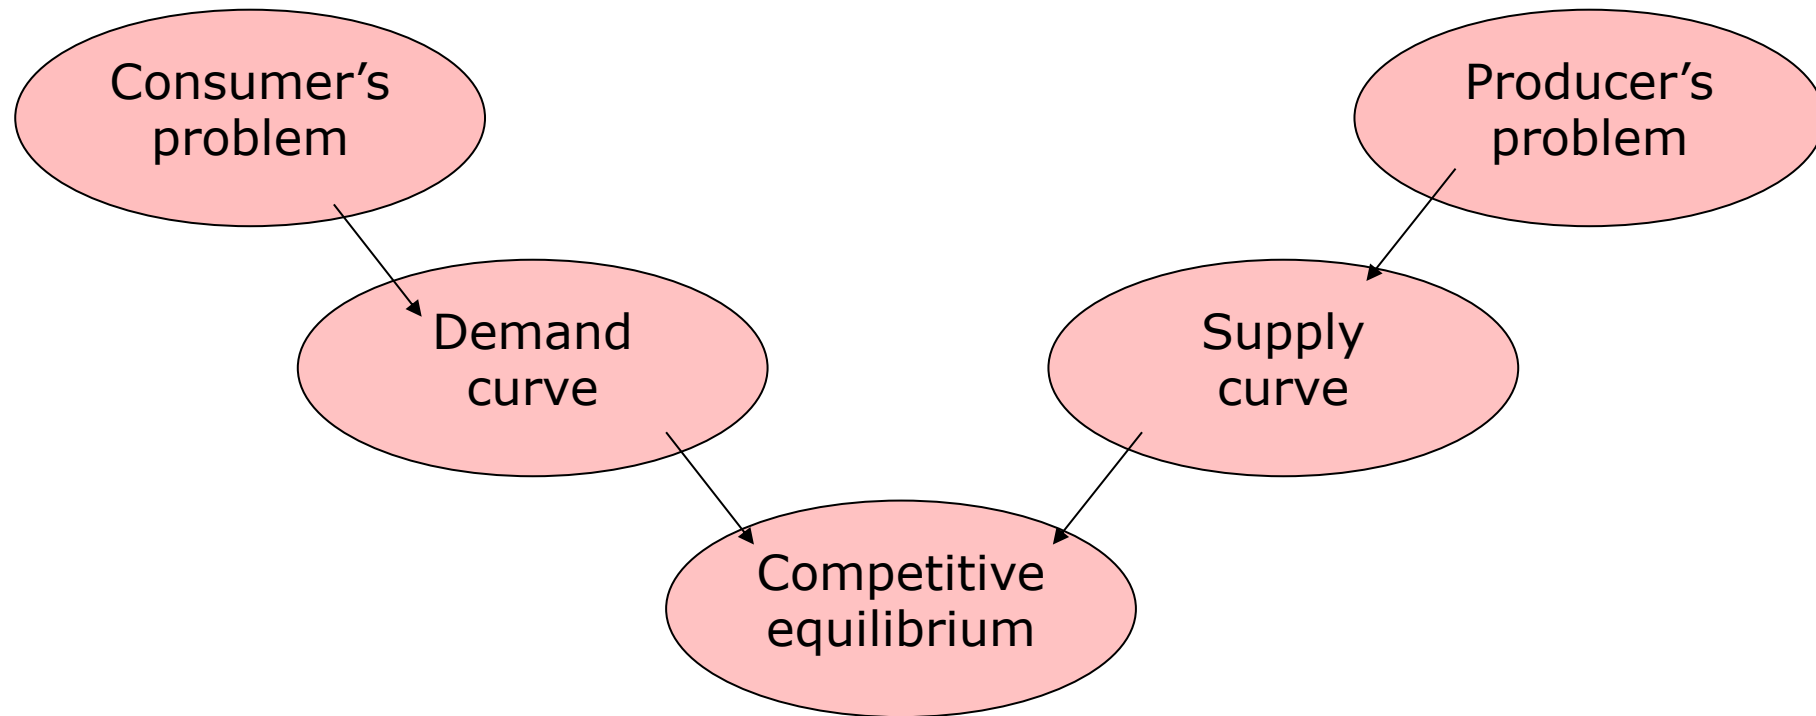 Consumer’s
problem
Producer’s
problem
Demand
curve
Supply
curve
Competitive
equilibrium